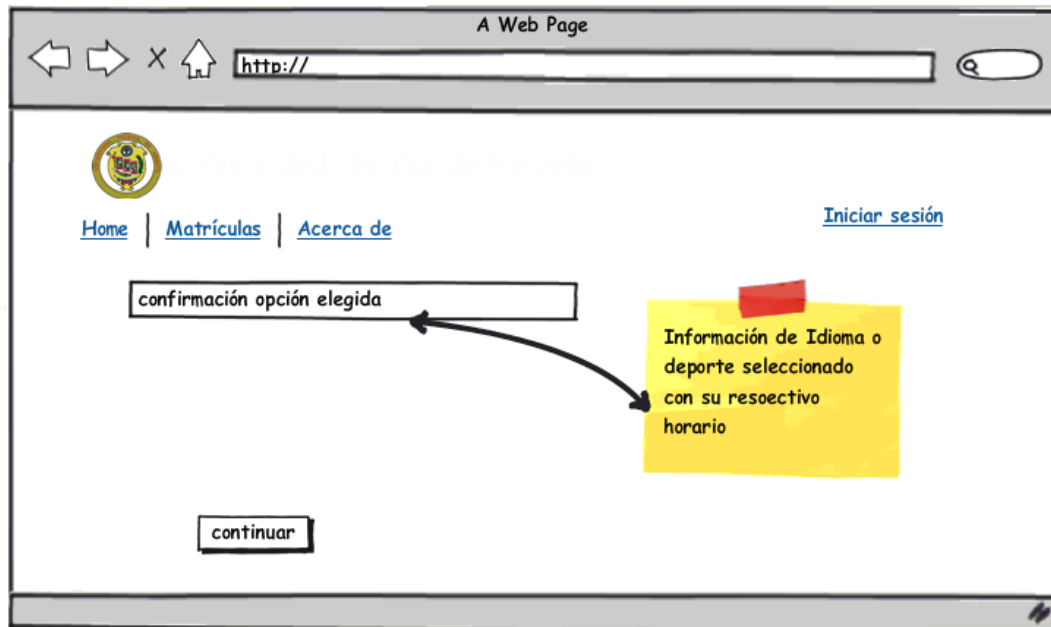 A Web Page
http://
Home
Matrículas
Acerca de
Iniciar sesión
confirmación opción elegida
Información de Idioma o
deporte seleccionado
con su resoectivo
horario
continuar